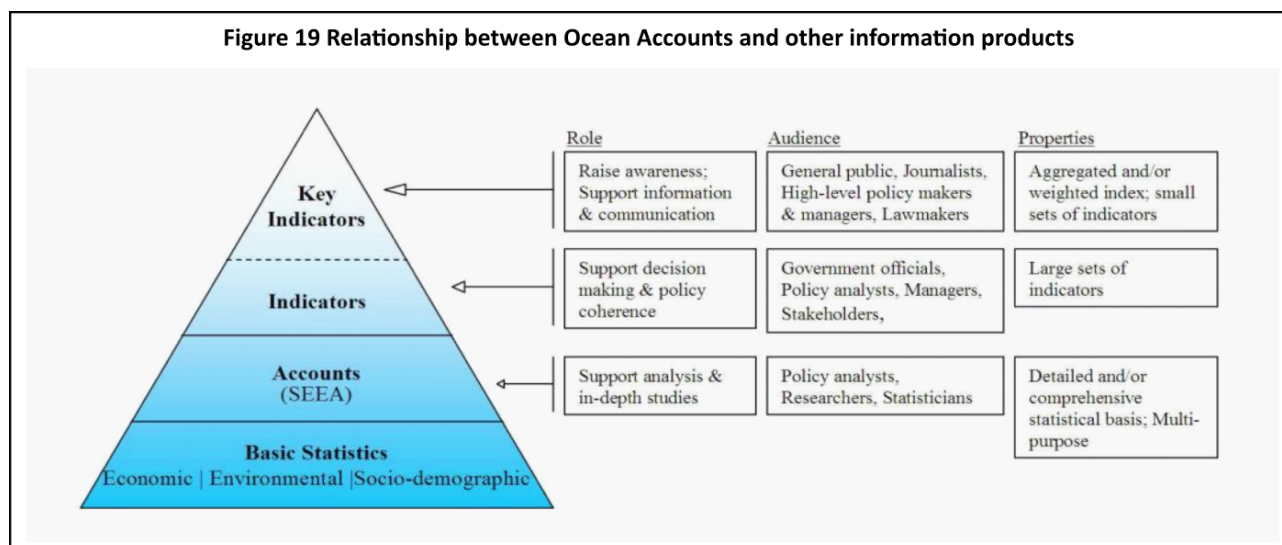 Figure 19 Relationship between Ocean Accounts and other information products
Key
Indicators
Indicators
Accounts
(SEEA)
Basic Statistics
Economic | Environmental |Socio-demographic
Role
Raise awareness;
Support information
& communication
Support decision
making & policy
coherence
Support analysis &
in-depth studies
Audience
General public, Journalists,
High-level policy makers
& managers, Lawmakers
Government officials,
Policy analysts, Managers,
Stakeholders,
Policy analysts,
Researchers, Statisticians
Properties
Aggregated and/or
weighted index; small
sets of indicators
Large sets of
indicators
Detailed and/or
comprehensive
statistical basis; Multi-
purpose